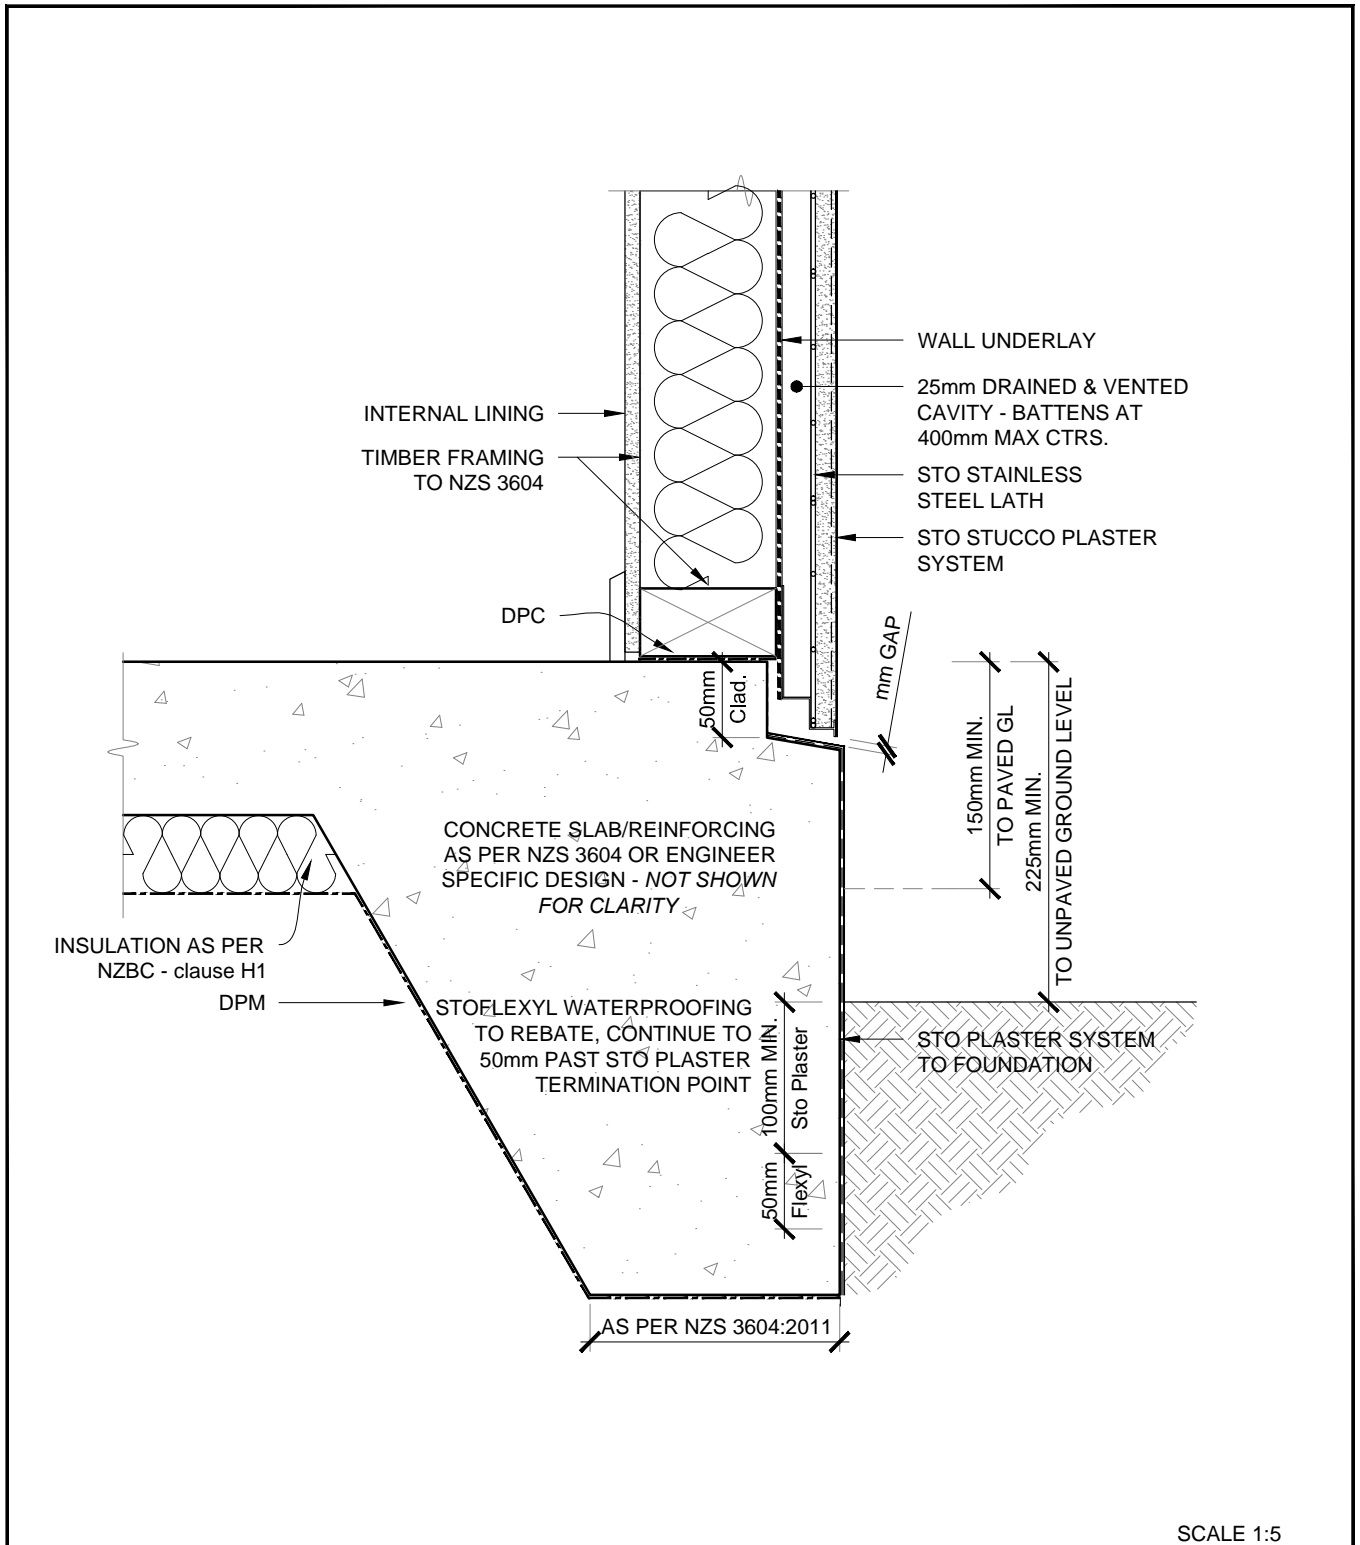 WALL UNDERLAY
25mm DRAINED & VENTED
CAVITY - BATTENS AT
400mm MAX CTRS.
INTERNAL LINING
TIMBER FRAMING
TO NZS 3604
STO STAINLESS
STEEL LATH
STO STUCCO PLASTER
SYSTEM
DPC
mm GAP
50mm
Clad.
150mm MIN.
TO PAVED GL
225mm MIN.
TO UNPAVED GROUND LEVEL
CONCRETE SLAB/REINFORCING
AS PER NZS 3604 OR ENGINEER
SPECIFIC DESIGN - NOT SHOWN
FOR CLARITY
INSULATION AS PER
NZBC - clause H1
DPM
STOFLEXYL WATERPROOFING
TO REBATE, CONTINUE TO
50mm PAST STO PLASTER
TERMINATION POINT
100mm MIN.
Sto Plaster
50mm
Flexyl
STO PLASTER SYSTEM
TO FOUNDATION
AS PER NZS 3604:2011
SCALE 1:5